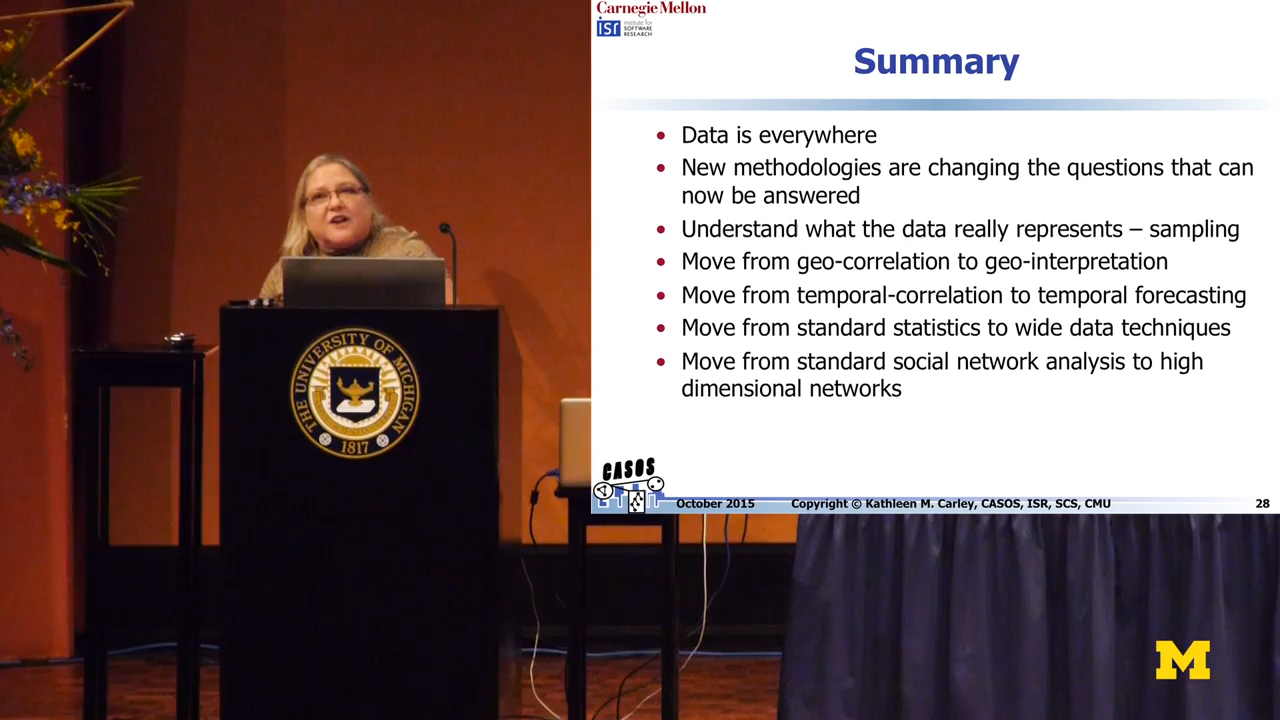 Carnegie Mellon
isr institute for
SOFTWARE
RESEARCH
Summary
• Data is everywhere
• New methodologies are changing the questions that can
now be answered
• Understand what the data really represents – sampling
• Move from geo-correlation to geo-interpretation
• Move from temporal-correlation to temporal forecasting
• Move from standard statistics to wide data techniques
• Move from standard social network analysis to high
dimensional networks
CASOS
October 2015 Copyright © Kathleen M. Carley, CASOS, ISR, SCS, CMU 28
THE UNIVERSITY OF MICHIGAN
1817
M